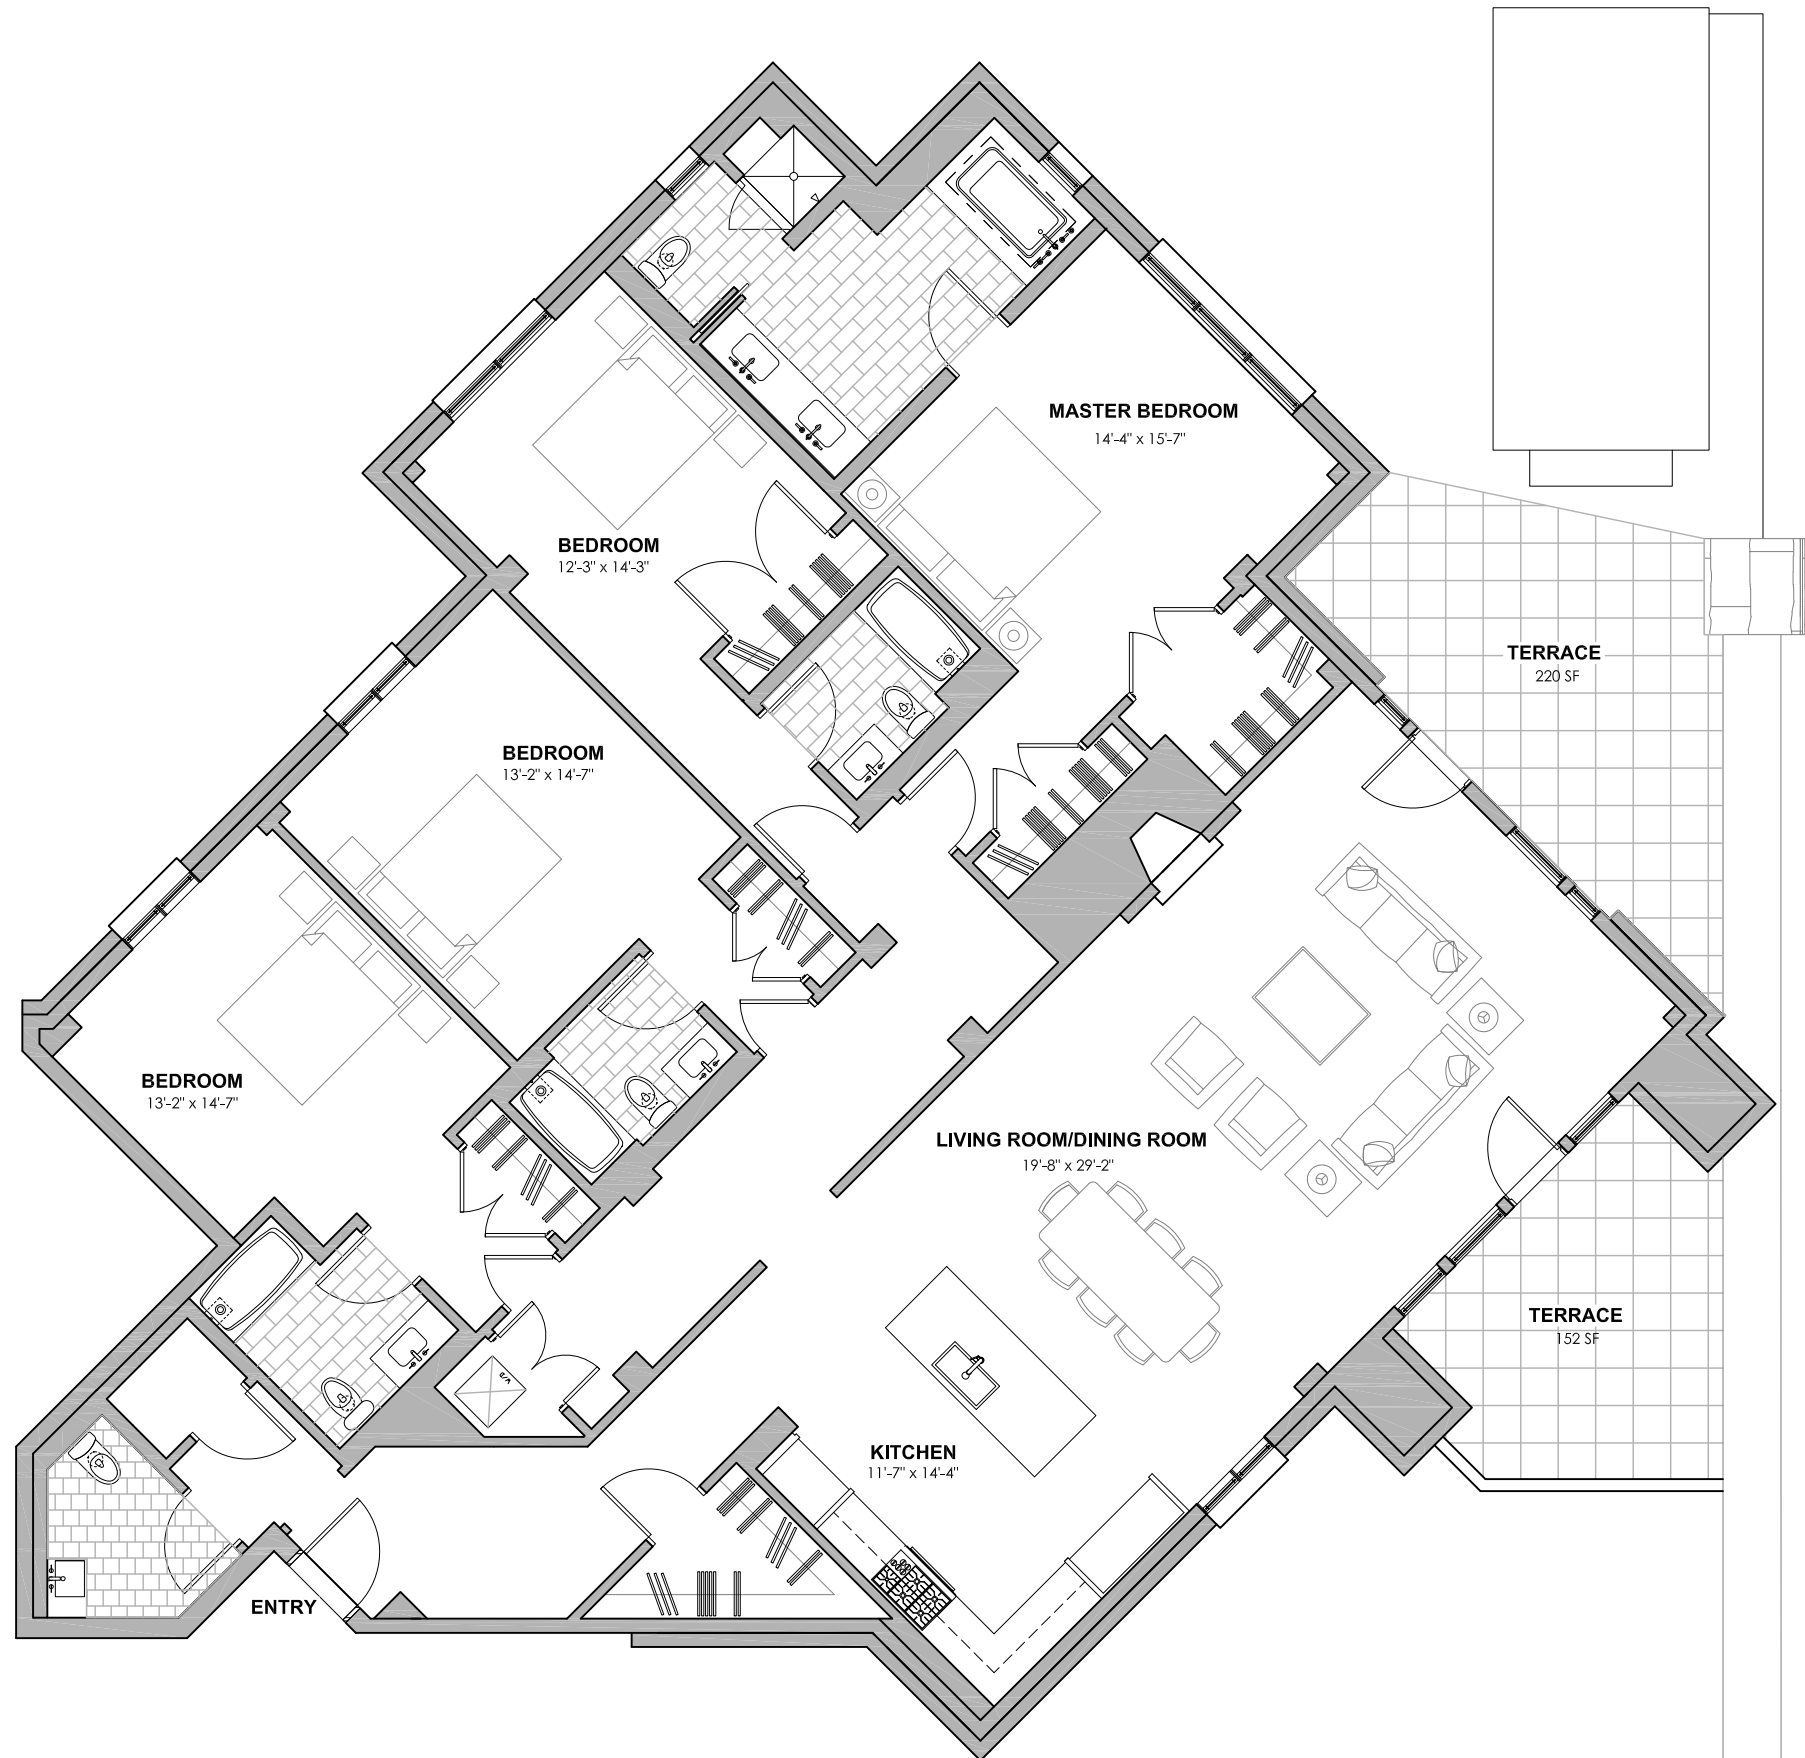 MASTER BEDROOM
14'-4" x 15'-7"
BEDROOM
12'-3" x 14'-3"
TERRACE
220 SF
BEDROOM
13'-2" x 14'-7"
BEDROOM
13'-2" x 14'-7"
LIVING ROOM/DINING ROOM
19'-8" x 29'-2"
TERRACE
152 SF
W/D
KITCHEN
11'-7" x 14'-4"
ENTRY